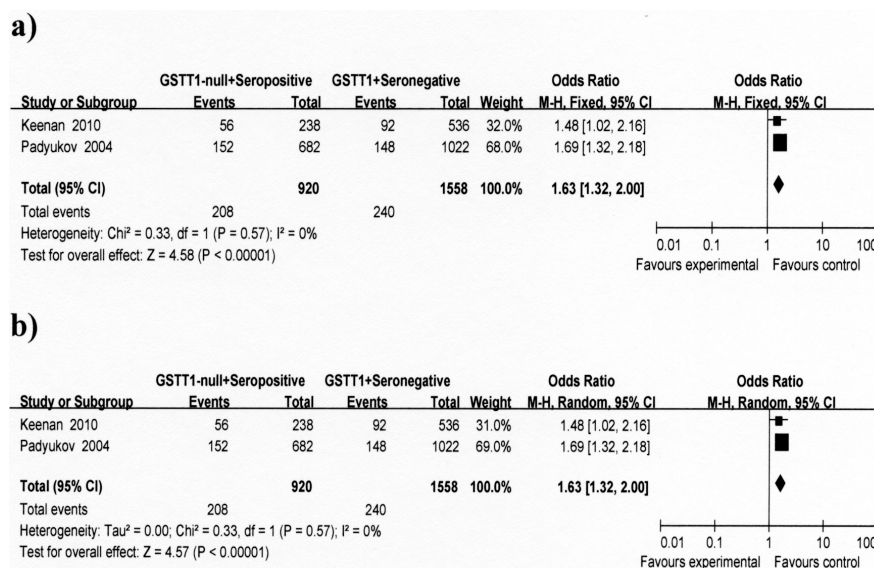 a)
GSTT1-null+Seropositive GSTT1+Seronegative Odds Ratio Odds Ratio
Study or Subgroup Events Total Events Total Weight M-H, Fixed, 95% CI M-H, Fixed, 95% CI
Keenan 2010 56 238 92 536 32.0% 1.48 [1.02, 2.16]
Padyukov 2004 152 682 148 1022 68.0% 1.69 [1.32, 2.18]
Total (95% CI) 920 1558 100.0% 1.63 [1.32, 2.00]
Total events 208 240
Heterogeneity: Chi² = 0.33, df = 1 (P = 0.57); I² = 0%
Test for overall effect: Z = 4.58 (P < 0.00001)
0.01 0.1 1 10 100
Favours experimental Favours control
b)
GSTT1-null+Seropositive GSTT1+Seronegative Odds Ratio Odds Ratio
Study or Subgroup Events Total Events Total Weight M-H, Random, 95% CI M-H, Random, 95% CI
Keenan 2010 56 238 92 536 31.0% 1.48 [1.02, 2.16]
Padyukov 2004 152 682 148 1022 69.0% 1.69 [1.32, 2.18]
Total (95% CI) 920 1558 100.0% 1.63 [1.32, 2.00]
Total events 208 240
Heterogeneity: Tau² = 0.00; Chi² = 0.33, df = 1 (P = 0.57); I² = 0%
Test for overall effect: Z = 4.57 (P < 0.00001)
0.01 0.1 1 10 100
Favours experimental Favours control